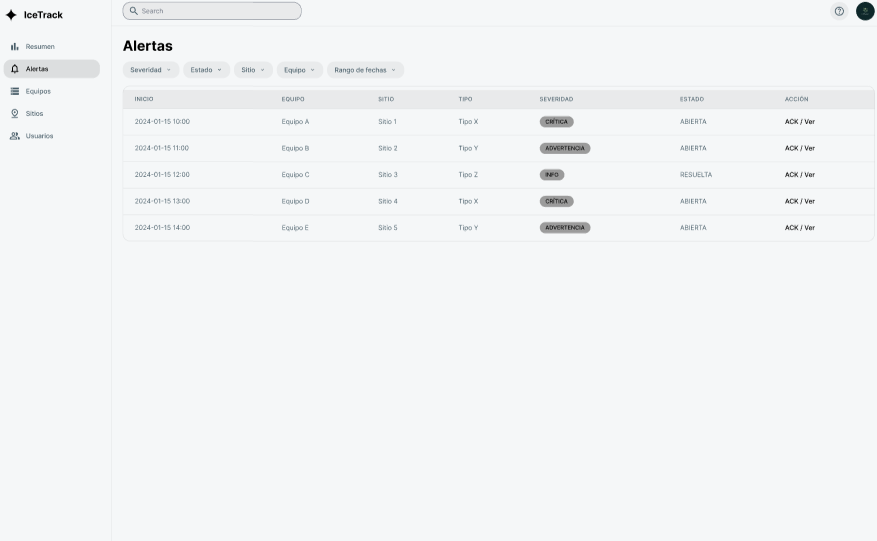 IceTrack
Search
Resumen
Alertas
Equipos
Sitios
Usuarios
Alertas
Severidad Estado Sitio Equipo Rango de fechas
INICIO EQUIPO SITIO TIPO SEVERIDAD ESTADO ACCIÓN
2024-01-15 10:00 Equipo A Sitio 1 Tipo X CRÍTICA ABIERTA ACK / Ver
2024-01-15 11:00 Equipo B Sitio 2 Tipo Y ADVERTENCIA ABIERTA ACK / Ver
2024-01-15 12:00 Equipo C Sitio 3 Tipo Z INFO RESUELTA ACK / Ver
2024-01-15 13:00 Equipo D Sitio 4 Tipo X CRÍTICA ABIERTA ACK / Ver
2024-01-15 14:00 Equipo E Sitio 5 Tipo Y ADVERTENCIA ABIERTA ACK / Ver